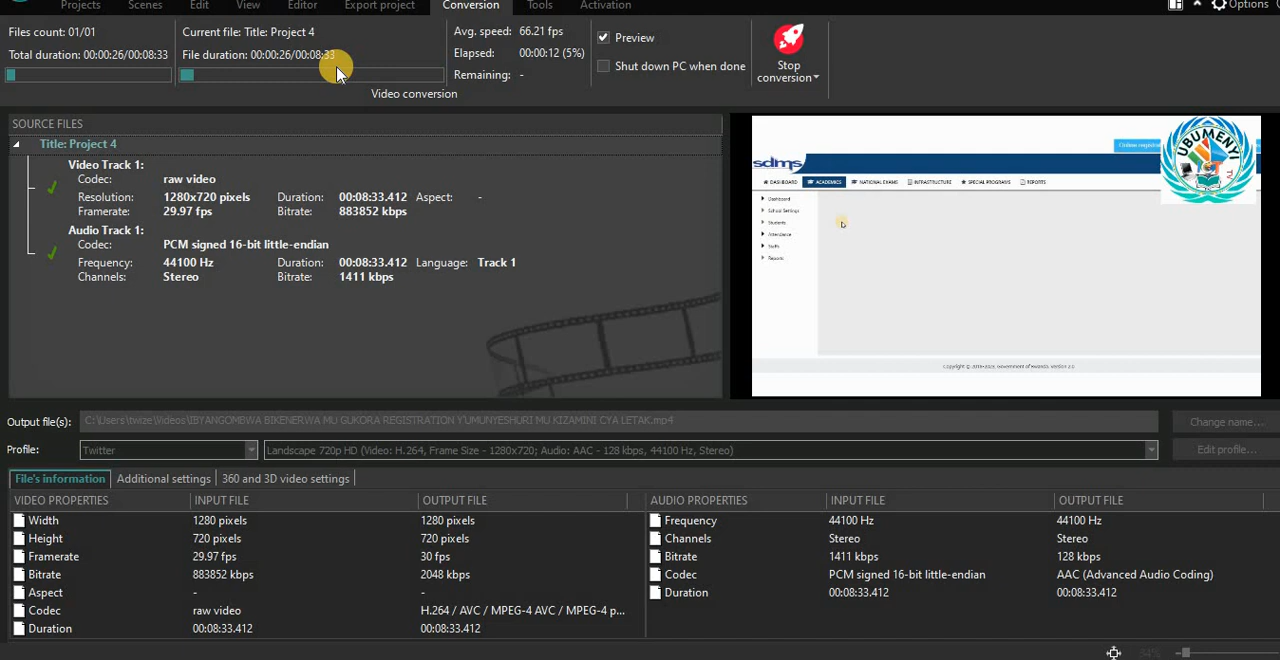 Projects Scenes Edit View Editor Export project Conversion Tools Activation Options
Files count: 01/01
Total duration: 00:00:26/00:08:33
Current file: Title: Project 4
File duration: 00:00:26/00:08:33
Avg. speed: 66.21 fps
Elapsed: 00:00:12 (5%)
Remaining: -
Preview
Shut down PC when done
Stop
conversion
Video conversion
SOURCE FILES
Title: Project 4
Video Track 1:
Codec: raw video
Resolution: 1280x720 pixels Duration: 00:08:33.412 Aspect: -
Framerate: 29.97 fps Bitrate: 883852 kbps
Audio Track 1:
Codec: PCM signed 16-bit little-endian
Frequency: 44100 Hz Duration: 00:08:33.412 Language: Track 1
Channels: Stereo Bitrate: 1411 kbps
Online
UBUMENYI
TV
sdms
DASHBOARD ACADEMICS NATIONAL EXAMS INFRASTRUCTURE SPECIAL PROGRAMS REPORTS
Dashboard
School Settings
Students
Attendance
Staffs
Reports
Output file(s): C:\Users\twize\Videos\IBYANGOMBWA BIKENERWA MU GUKORA REGISTRATION Y'UMUNYESHURI MU KIZAMINI CYA LETAK.mp4 Change name...
Profile: Twitter Landscape 720p HD (Video: H.264, Frame Size - 1280x720; Audio: AAC - 128 kbps, 44100 Hz, Stereo) Edit profile...
File's information Additional settings 360 and 3D video settings
VIDEO PROPERTIES INPUT FILE OUTPUT FILE AUDIO PROPERTIES INPUT FILE OUTPUT FILE
Width 1280 pixels 1280 pixels Frequency 44100 Hz 44100 Hz
Height 720 pixels 720 pixels Channels Stereo Stereo
Framerate 29.97 fps 30 fps Bitrate 1411 kbps 128 kbps
Bitrate 883852 kbps 2048 kbps Codec PCM signed 16-bit little-endian AAC (Advanced Audio Coding)
Aspect - - Duration 00:08:33.412 00:08:33.412
Codec raw video H.264 / AVC / MPEG-4 AVC / MPEG-4 p...
Duration 00:08:33.412 00:08:33.412
34%